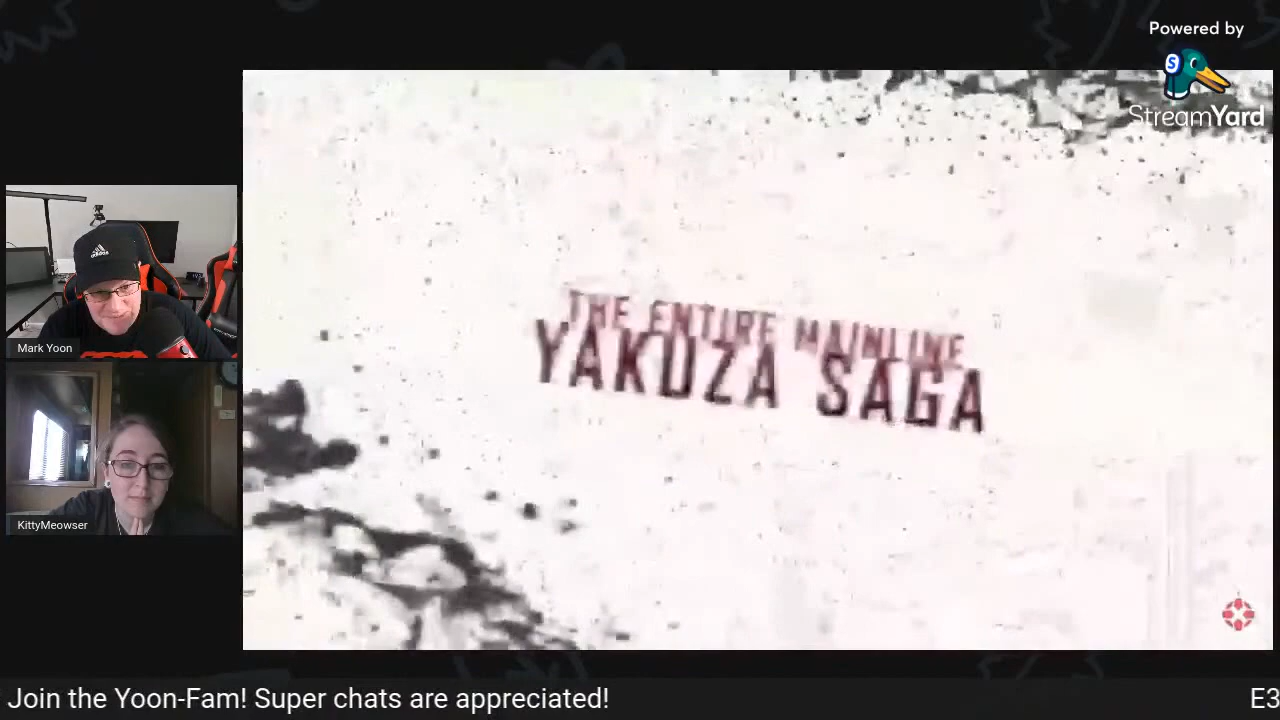 Powered by
StreamYard
THE ENTIRE MAINLINE
YAKUZA SAGA
Mark Yoon
KittyMeowser
Join the Yoon-Fam! Super chats are appreciated!
E3